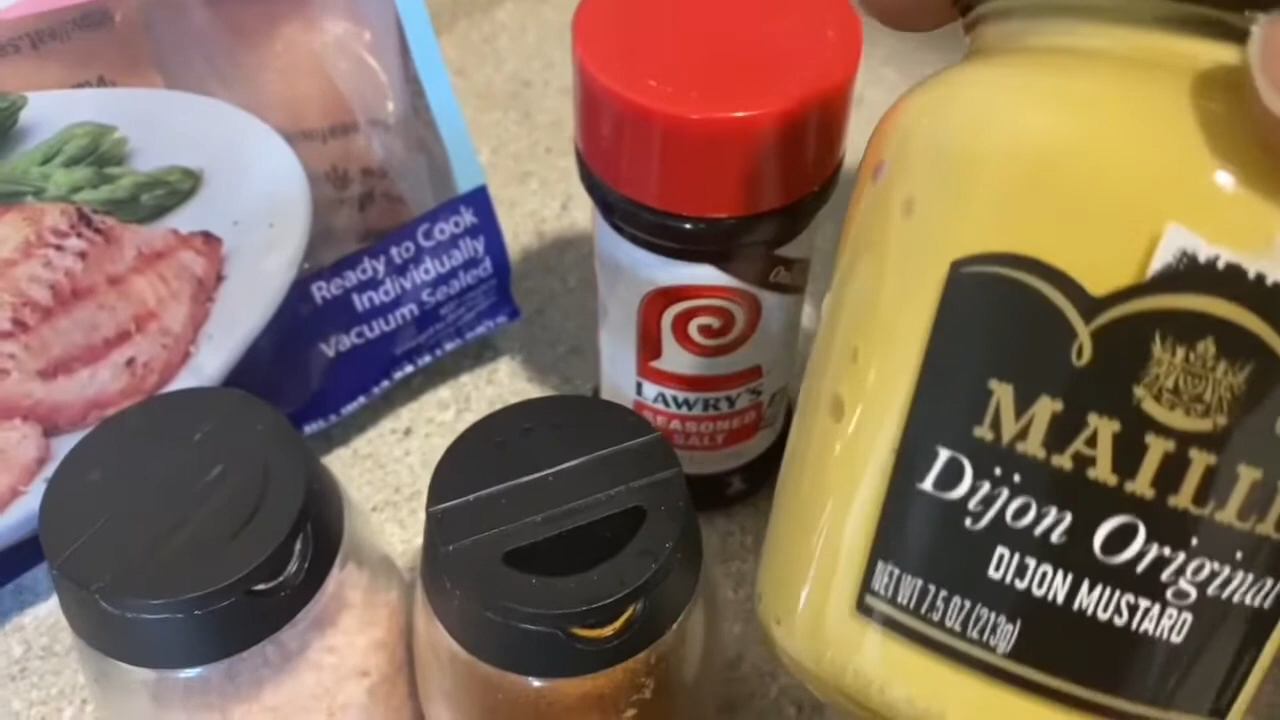 Ready to Cook
Individually
Vacuum Sealed
LAWRY'S
SEASONED
SALT
MAILL
Dijon Original
DIJON MUSTARD
NET WT 7.5 OZ (213g)